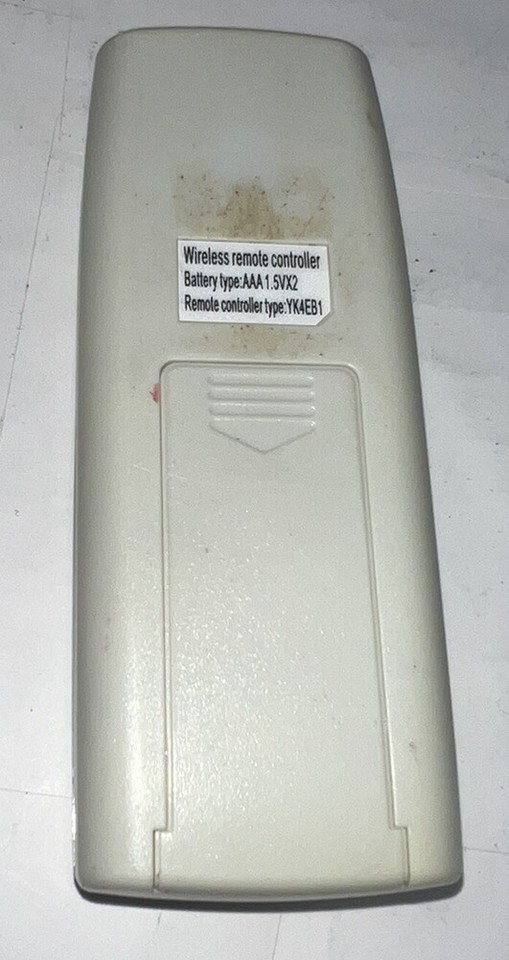 Wireless remote controller
Battery type:AAA 1.5VX2
Remote controller type:YK4EB1